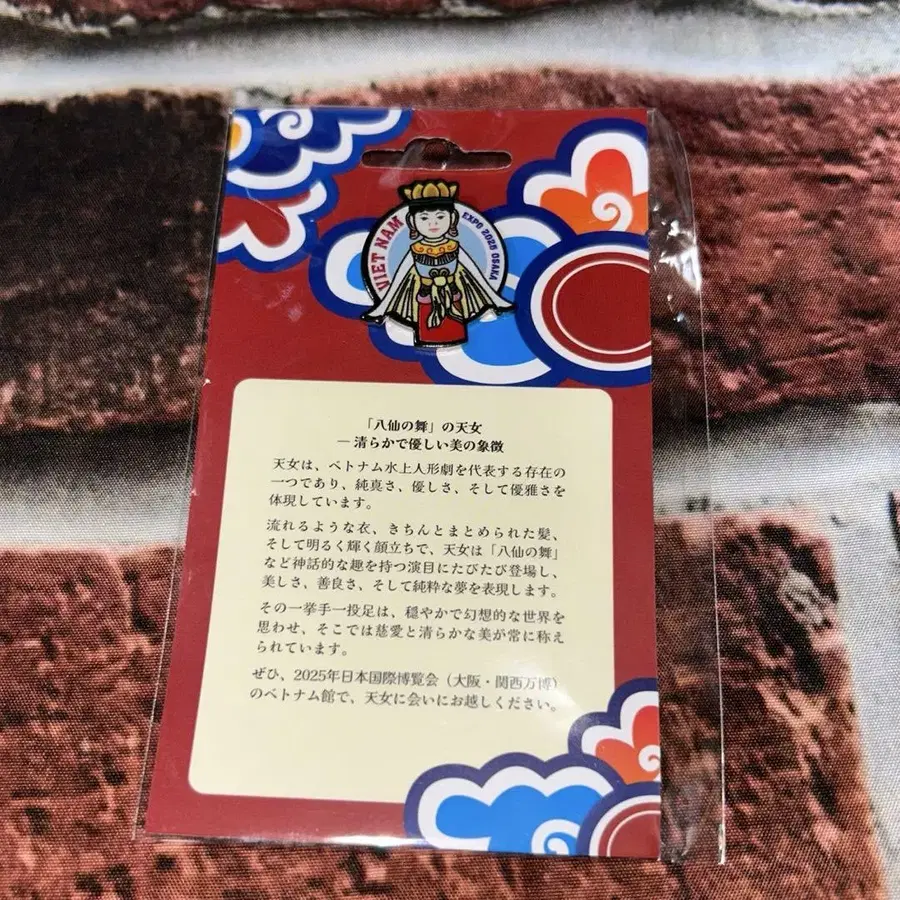 VIET NAM
EXPO 2025 OSAKA
「八仙の舞」の天女
— 清らかで優しい美の象徴
天女は、ベトナム水上人形劇を代表する存在の
一つであり、純真さ、優しさ、そして優雅さを
体現しています。
流れるような衣、きちんとまとめられた髪、
そして明るく輝く顔立ちで、天女は「八仙の舞」
など神話的な趣を持つ演目にたびたび登場し、
美しさ、善良さ、そして純粋な夢を表現します。
その一挙手一投足は、穏やかで幻想的な世界を
思わせ、そこでは慈愛と清らかな美が常に称え
られています。
ぜひ、2025年日本国際博覧会（大阪・関西万博）
のベトナム館で、天女に会いにお越しください。